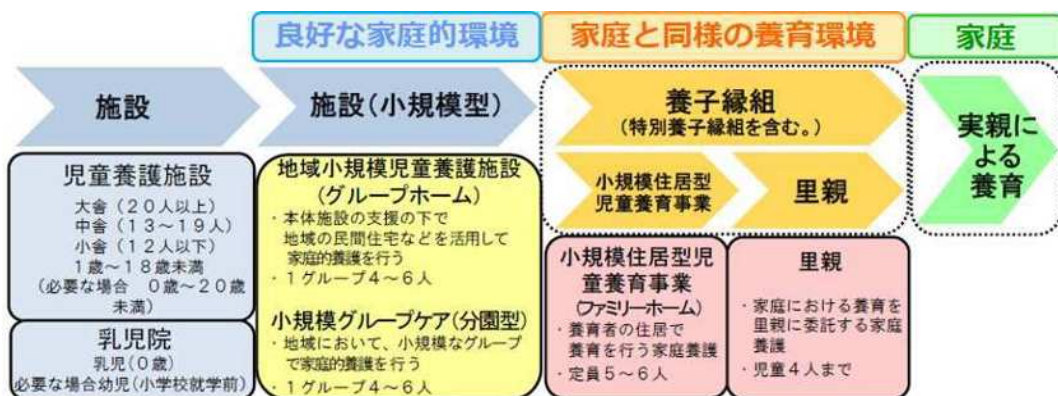 良好な家庭的環境
家庭と同様の養育環境
家庭
施設
施設(小規模型)
養子縁組
(特別養子縁組を含む。)
小規模住居型
児童養育事業
里親
実親に
よる
養育
児童養護施設
大舎(20人以上)
中舎(13～19人)
小舎(12人以下)
1歳～18歳未満
(必要な場合 0歳～20歳
未満)
乳児院
乳児(0歳)
必要な場合幼児(小学校就学前)
地域小規模児童養護施設
(グループホーム)
・本体施設の支援の下で
地域の民間住宅などを活用して
家庭的養護を行う
・1グループ4～6人
小規模グループケア(分園型)
・地域において、小規模なグループ
で家庭的養護を行う
・1グループ4～6人
小規模住居型児
童養育事業
(ファミリーホーム)
・養育者の住居で
養育を行う家庭養護
・定員5～6人
里親
・家庭における養育を
里親に委託する家庭
養護
・児童4人まで